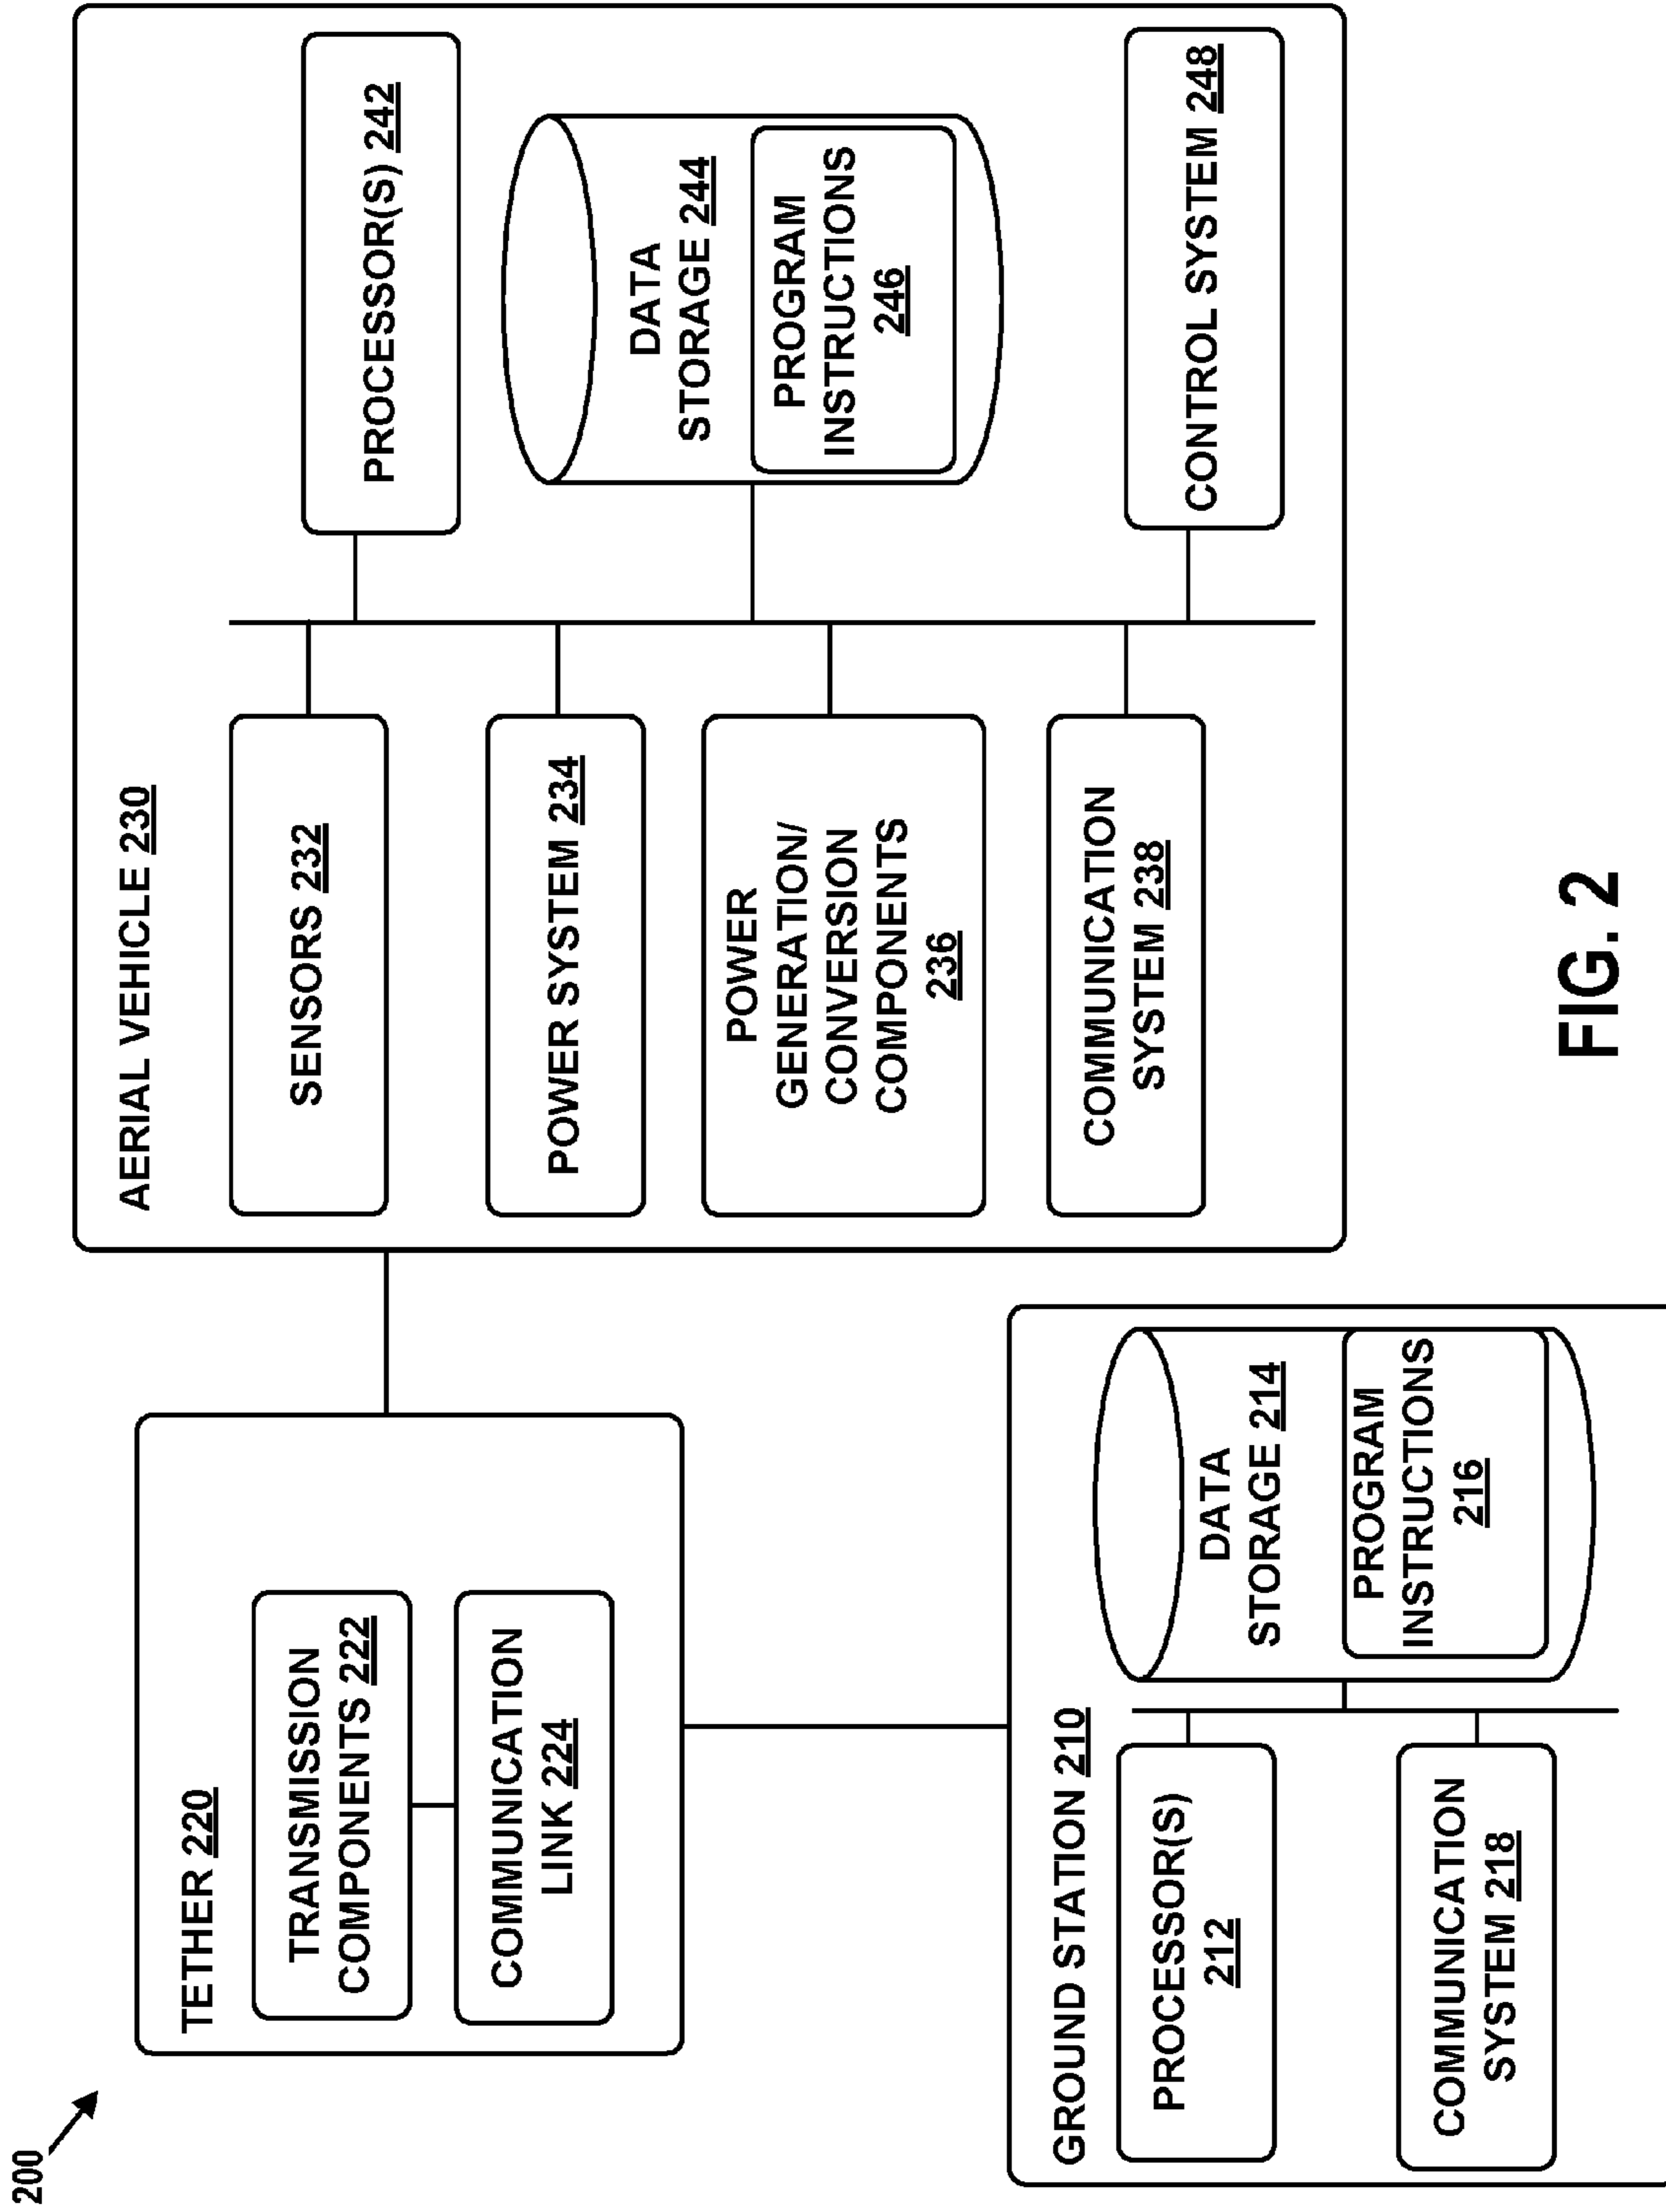 200
TETHER 220
TRANSMISSION
COMPONENTS 222
COMMUNICATION
LINK 224
GROUND STATION 210
PROCESSOR(S)
212
COMMUNICATION
SYSTEM 218
DATA
STORAGE 214
PROGRAM
INSTRUCTIONS
216
AERIAL VEHICLE 230
SENSORS 232
POWER SYSTEM 234
POWER
GENERATION/
CONVERSION
COMPONENTS
236
COMMUNICATION
SYSTEM 238
PROCESSOR(S) 242
DATA
STORAGE 244
PROGRAM
INSTRUCTIONS
246
CONTROL SYSTEM 248
FIG. 2